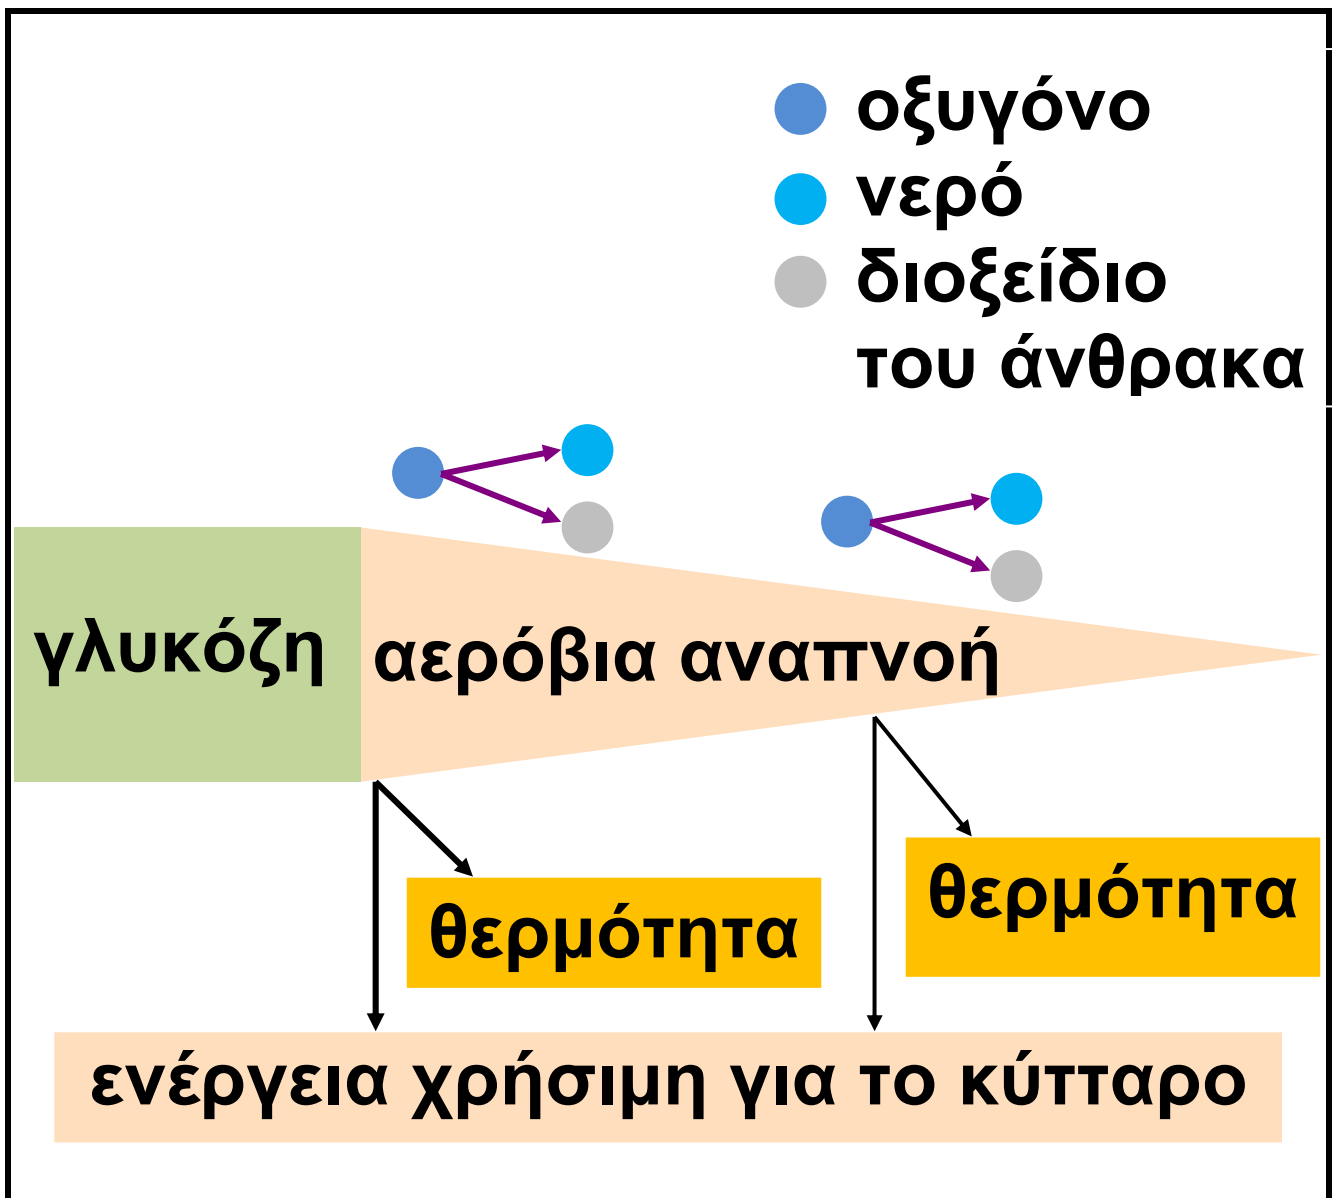 οξυγόνο
νερό
διοξείδιο
του άνθρακα
γλυκόζη
αερόβια αναπνοή
θερμότητα
θερμότητα
ενέργεια χρήσιμη για το κύτταρο